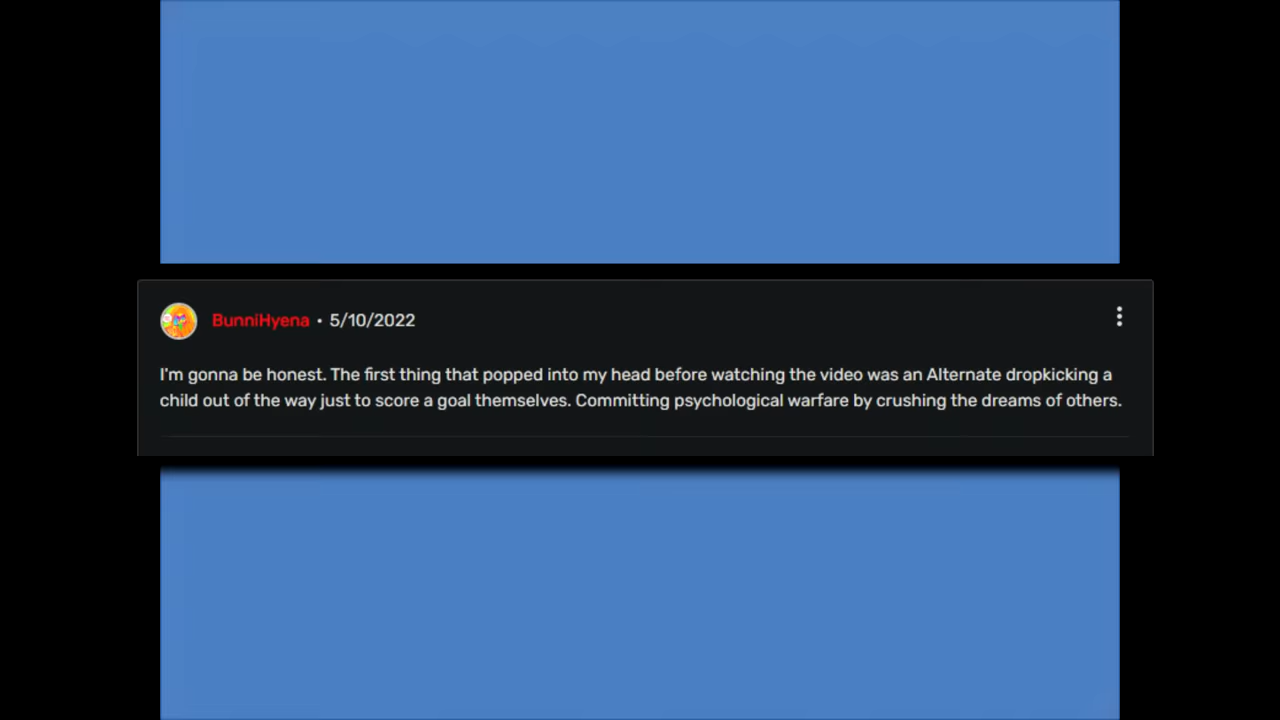 BunniHyena • 5/10/2022
I'm gonna be honest. The first thing that popped into my head before watching the video was an Alternate dropkicking a
child out of the way just to score a goal themselves. Committing psychological warfare by crushing the dreams of others.